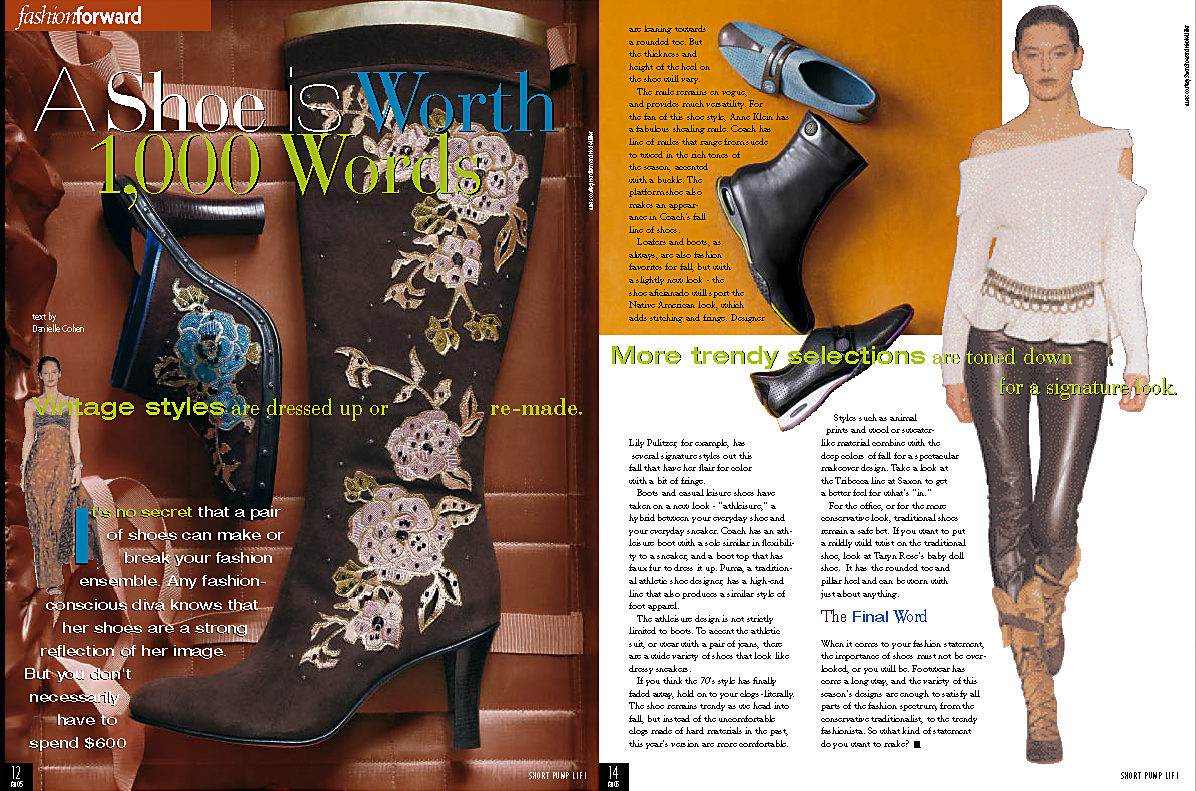 fashionforward
A Shoe is Worth
1,000 Words
text by
Danielle Cohen
Vintage styles are dressed up or re-made.
It's no secret that a pair
of shoes can make or
break your fashion
ensemble. Any fashion-
conscious diva knows that
her shoes are a strong
reflection of her image.
But you don't
necessarily
have to
spend $600
12
SHORT PUMP LIFE
are leaning towards
a rounded toe. But
the thickness and
height of the heel on
the shoe will vary.
The mule remains en vogue,
and provides much versatility. For
the fan of this shoe style, Anne Klein has
a fabulous shealing mule. Coach has
line of mules that range from suede
to tweed in the rich tones of
the season, accented
with a buckle. The
platform shoe also
makes an appear-
ance in Coach's fall
line of shoes.
Loafers and boots, as
always, are also fashion
favorites for fall, but with
a slightly new look - the
shoe aficianado will sport the
Native American look, which
adds stitching and fringe. Designer
More trendy selections are toned down
for a signature look.
Lily Pulitzer, for example, has
several signature styles out this
fall that have her flair for color
with a bit of fringe.
Boots and casual leisure shoes have
taken on a new look - "athleisure," a
hybrid between your everyday shoe and
your everyday sneaker. Coach has an ath-
leisure boot with a sole similar in flexibili-
ty to a sneaker, and a boot top that has
faux fur to dress it up. Puma, a tradition-
al athletic shoe designer, has a high-end
line that also produces a similar style of
foot apparel.
The athleisure design is not strictly
limited to boots. To accent the athletic
suit, or wear with a pair of jeans, there
are a wide variety of shoes that look like
dressy sneakers.
If you think the 70's style has finally
faded away, hold on to your clogs - literally.
The shoe remains trendy as we head into
fall, but instead of the uncomfortable
clogs made of hard materials in the past,
this year's version are more comfortable.
Styles such as animal
prints and wool or sweater-
like material combine with the
deep colors of fall for a spectacular
makeover design. Take a look at
the Tribecca line at Saxon to get
a better feel for what's "in."
For the office, or for the more
conservative look, traditional shoes
remain a safe bet. If you want to put
a mildly wild twist on the traditional
shoe, look at Taryn Rose's baby doll
shoe. It has the rounded toe and
pillar heel and can be worn with
just about anything.
The Final Word
When it comes to your fashion statement,
the importance of shoes must not be over-
looked, or you will be. Footwear has
come a long way, and the variety of this
season's designs are enough to satisfy all
parts of the fashion spectrum, from the
conservative traditionalist, to the trendy
fashionista. So what kind of statement
do you want to make?
14
SHORT PUMP LIFE